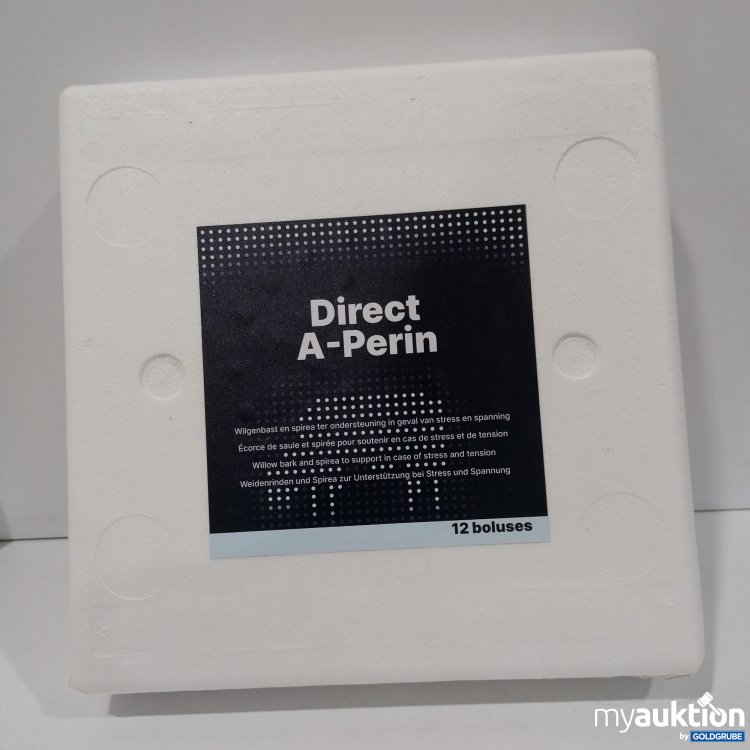 Direct
A-Perin
Wilgenbast en spirea ter ondersteuning in geval van stress en spanning
Écorce de saule et spirée pour soutenir en cas de stress et de tension
Willow bark and spirea to support in case of stress and tension
Weidenrinden und Spirea zur Unterstützung bei Stress und Spannung
12 boluses
myauktion
by GOLDGRUBE